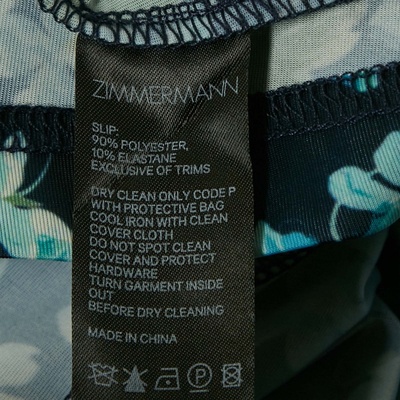 ZIMMERMANN
SLIP:
90% POLYESTER,
10% ELASTANE
EXCLUSIVE OF TRIMS
DRY CLEAN ONLY CODE P
WITH PROTECTIVE BAG
COOL IRON WITH CLEAN
COVER CLOTH
DO NOT SPOT CLEAN
COVER AND PROTECT
HARDWARE
TURN GARMENT INSIDE
OUT
BEFORE DRY CLEANING
MADE IN CHINA
P